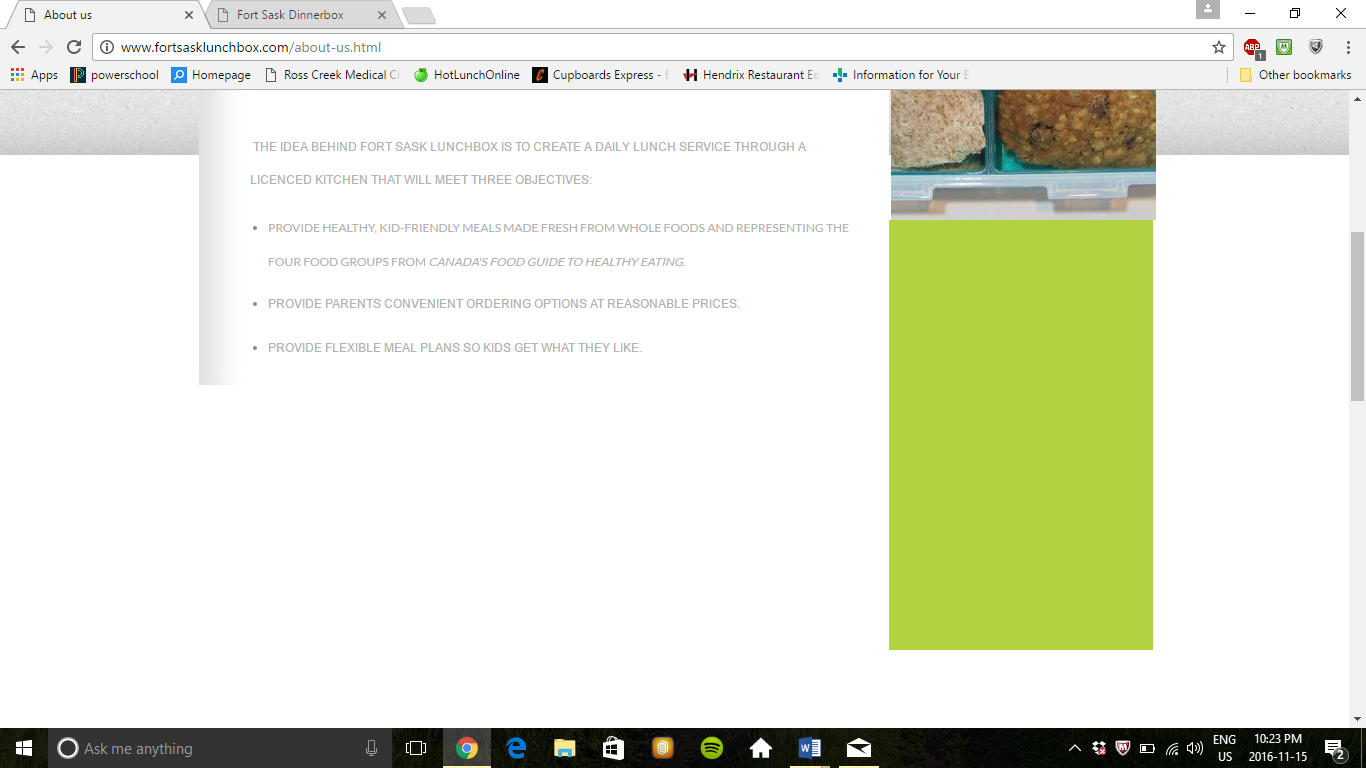 About us
Fort Sask Dinnerbox
www.fortsasklunchbox.com/about-us.html
ABP
1
Apps
powerschool
Homepage
Ross Creek Medical Cl
HotLunchOnline
Cupboards Express -
Hendrix Restaurant Ec
Information for Your E
Other bookmarks
THE IDEA BEHIND FORT SASK LUNCHBOX IS TO CREATE A DAILY LUNCH SERVICE THROUGH A
LICENCED KITCHEN THAT WILL MEET THREE OBJECTIVES:
• PROVIDE HEALTHY, KID-FRIENDLY MEALS MADE FRESH FROM WHOLE FOODS AND REPRESENTING THE
FOUR FOOD GROUPS FROM CANADA'S FOOD GUIDE TO HEALTHY EATING.
• PROVIDE PARENTS CONVENIENT ORDERING OPTIONS AT REASONABLE PRICES.
• PROVIDE FLEXIBLE MEAL PLANS SO KIDS GET WHAT THEY LIKE.
Ask me anything
ENG
US
10:23 PM
2016-11-15
2